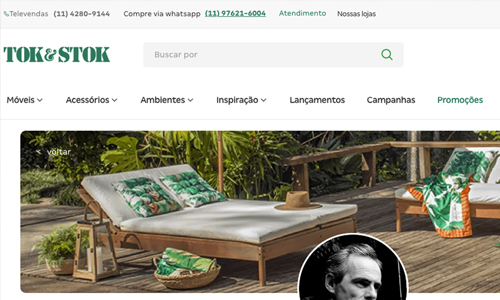 Televendas (11) 4280-9144 Compre via whatsapp (11) 97621-6004 Atendimento Nossas lojas
TOK&STOK
Buscar por
Móveis Acessórios Ambientes Inspiração Lançamentos Campanhas Promoções
< voltar